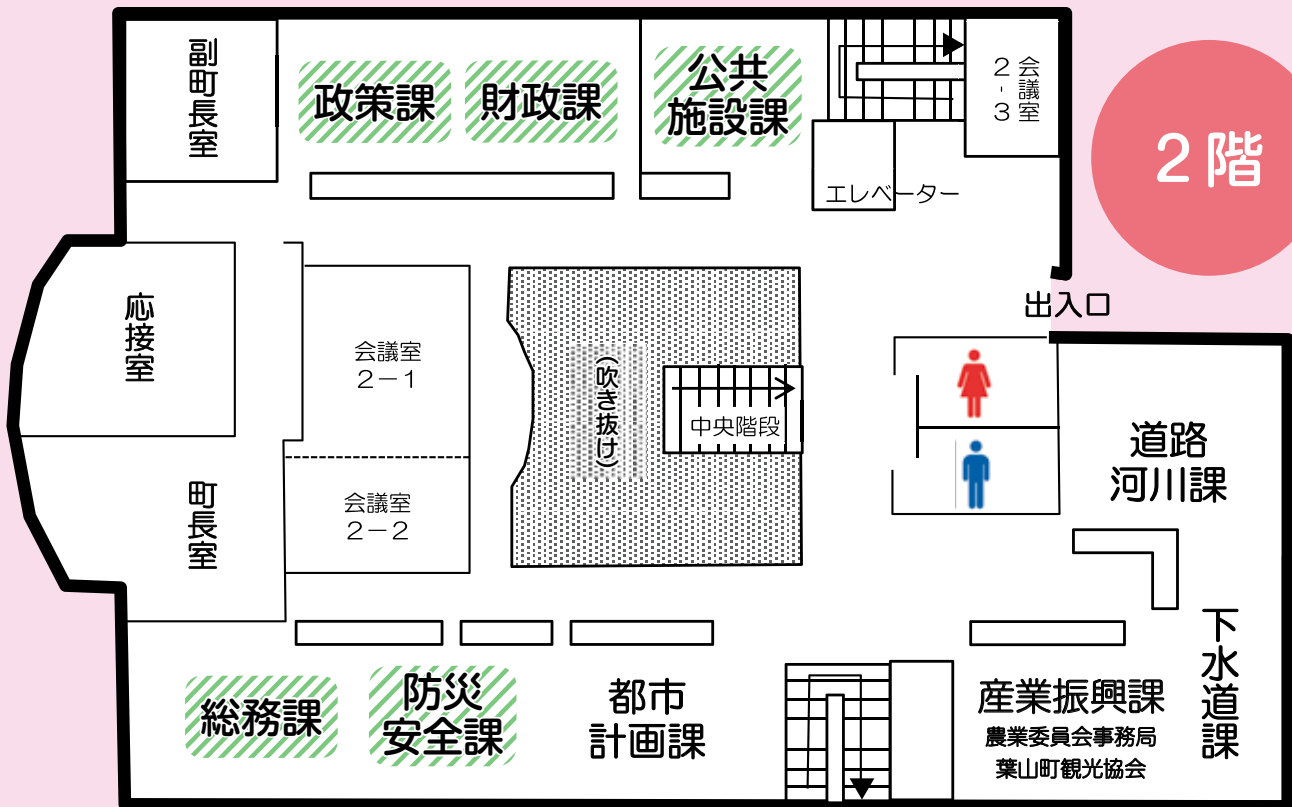 副町長室
政策課
財政課
公共
施設課
2-3
会議室
2階
エレベーター
出入口
応接室
会議室
2-1
(吹き抜け)
中央階段
道路
河川課
町長室
会議室
2-2
下水道課
総務課
防災
安全課
都市
計画課
産業振興課
農業委員会事務局
葉山町観光協会